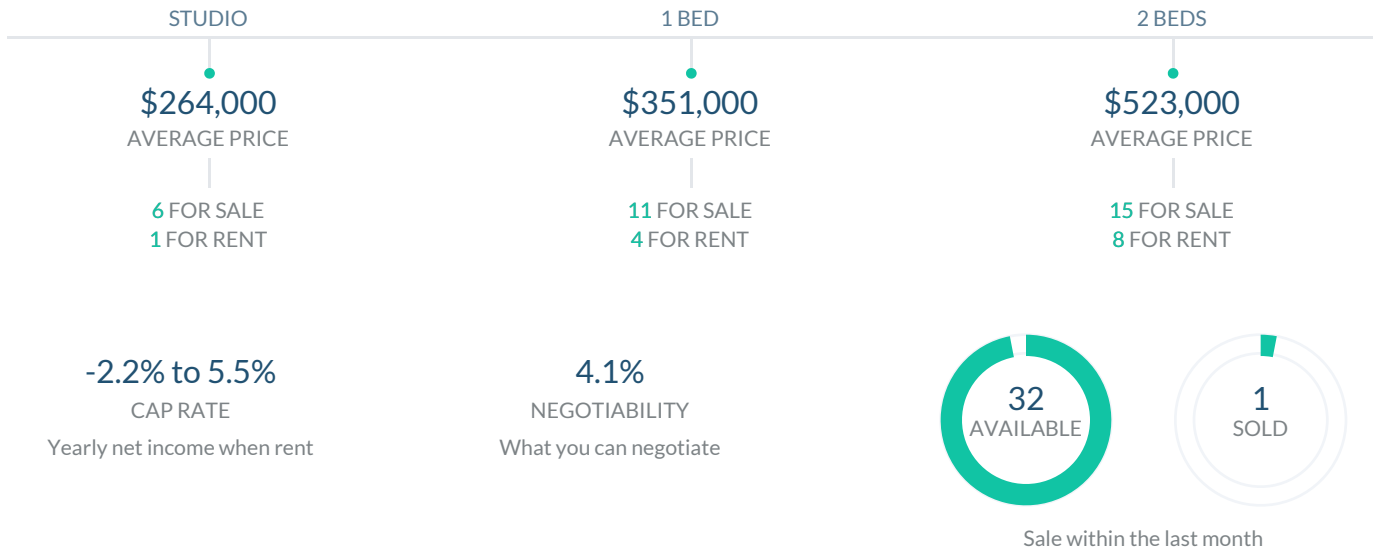 STUDIO
1 BED
2 BEDS
$264,000
AVERAGE PRICE
$351,000
AVERAGE PRICE
$523,000
AVERAGE PRICE
6 FOR SALE
1 FOR RENT
11 FOR SALE
4 FOR RENT
15 FOR SALE
8 FOR RENT
-2.2% to 5.5%
CAP RATE
Yearly net income when rent
4.1%
NEGOTIABILITY
What you can negotiate
32
AVAILABLE
1
SOLD
Sale within the last month